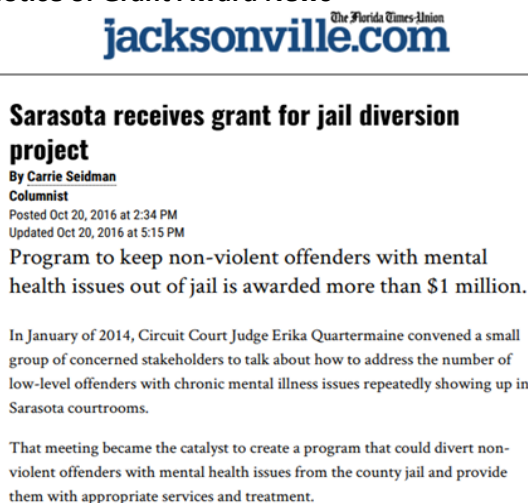 The Florida Times-Union
jacksonville.com
Sarasota receives grant for jail diversion
project
By Carrie Seidman
Columnist
Posted Oct 20, 2016 at 2:34 PM
Updated Oct 20, 2016 at 5:15 PM
Program to keep non-violent offenders with mental
health issues out of jail is awarded more than $1 million.
In January of 2014, Circuit Court Judge Erika Quartermaine convened a small
group of concerned stakeholders to talk about how to address the number of
low-level offenders with chronic mental illness issues repeatedly showing up in
Sarasota courtrooms.
That meeting became the catalyst to create a program that could divert non-
violent offenders with mental health issues from the county jail and provide
them with appropriate services and treatment.